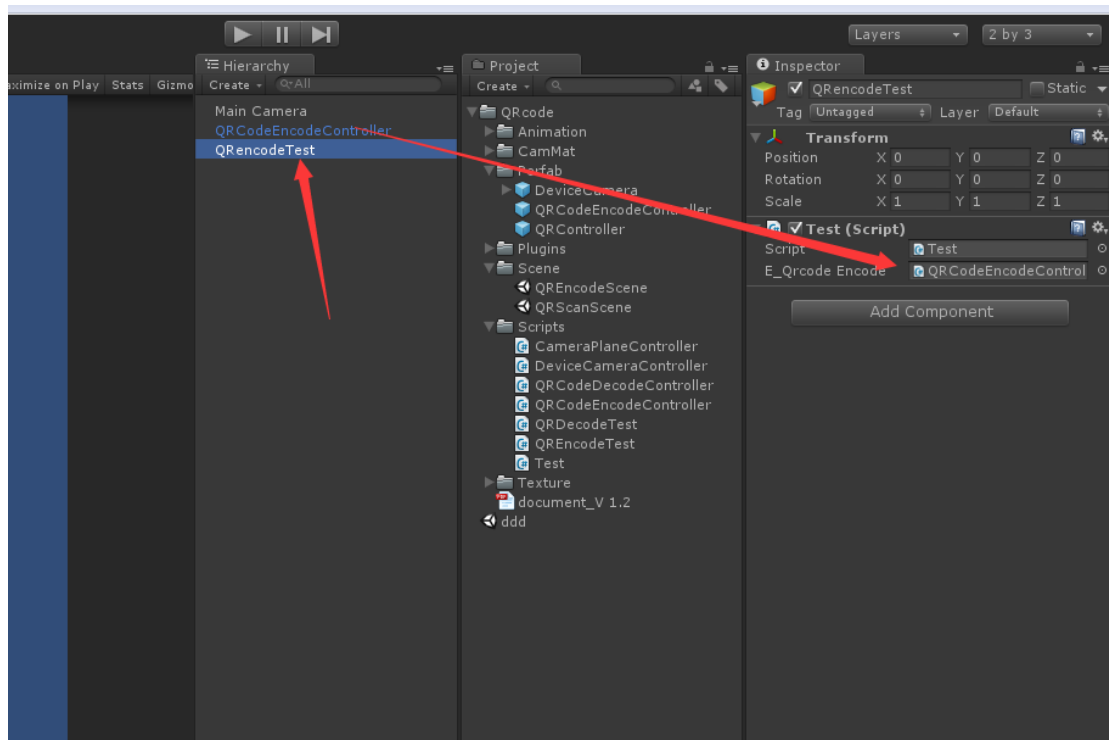 Layers
2 by 3
Hierarchy
Project
Inspector
aximize on Play Stats Gizmo
Create
All
Create
QRencodeTest
Static
Main Camera
QRCodeEncodeController
QRencodeTest
QRcode
Animation
CamMat
Perfab
DeviceCamera
QRCodeEncodeController
QRController
Plugins
Scene
QREncodeScene
QRScanScene
Scripts
CameraPlaneController
DeviceCameraController
QRCodeDecodeController
QRCodeEncodeController
QRDecodeTest
QREncodeTest
Test
Texture
document_V 1.2
ddd
Tag Untagged Layer Default
Transform
Position X 0 Y 0 Z 0
Rotation X 0 Y 0 Z 0
Scale X 1 Y 1 Z 1
Test (Script)
Script Test
E_Qrcode Encode QRCodeEncodeControl
Add Component